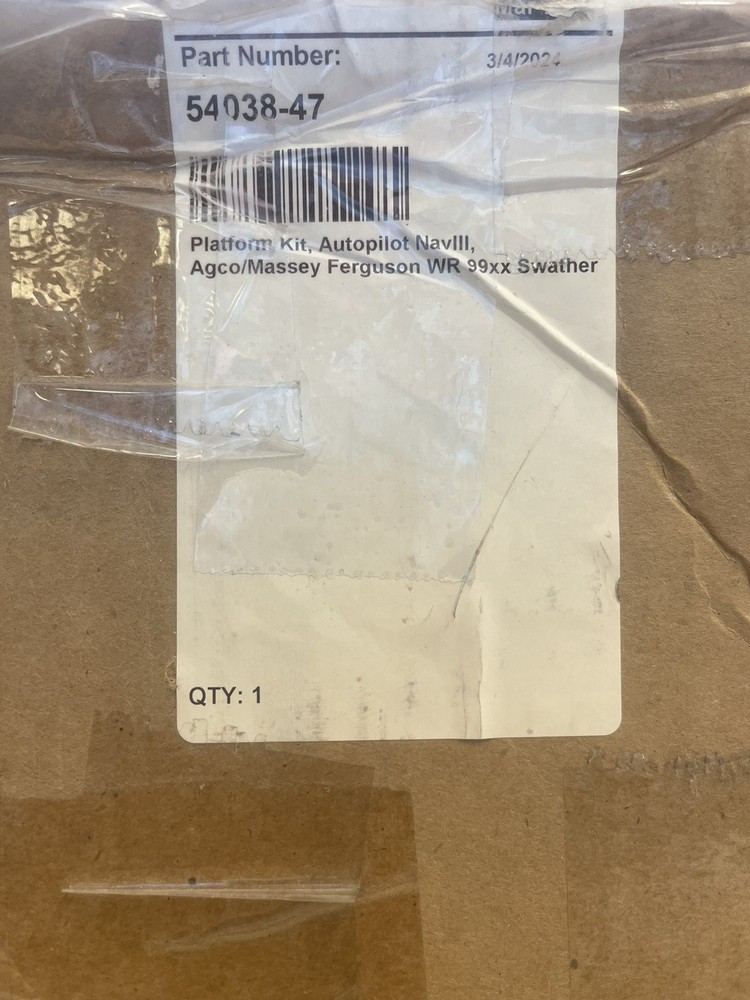 Part Number:
3/4/2024
54038-47
Platform Kit, Autopilot NavIII,
Agco/Massey Ferguson WR 99xx Swather
QTY: 1